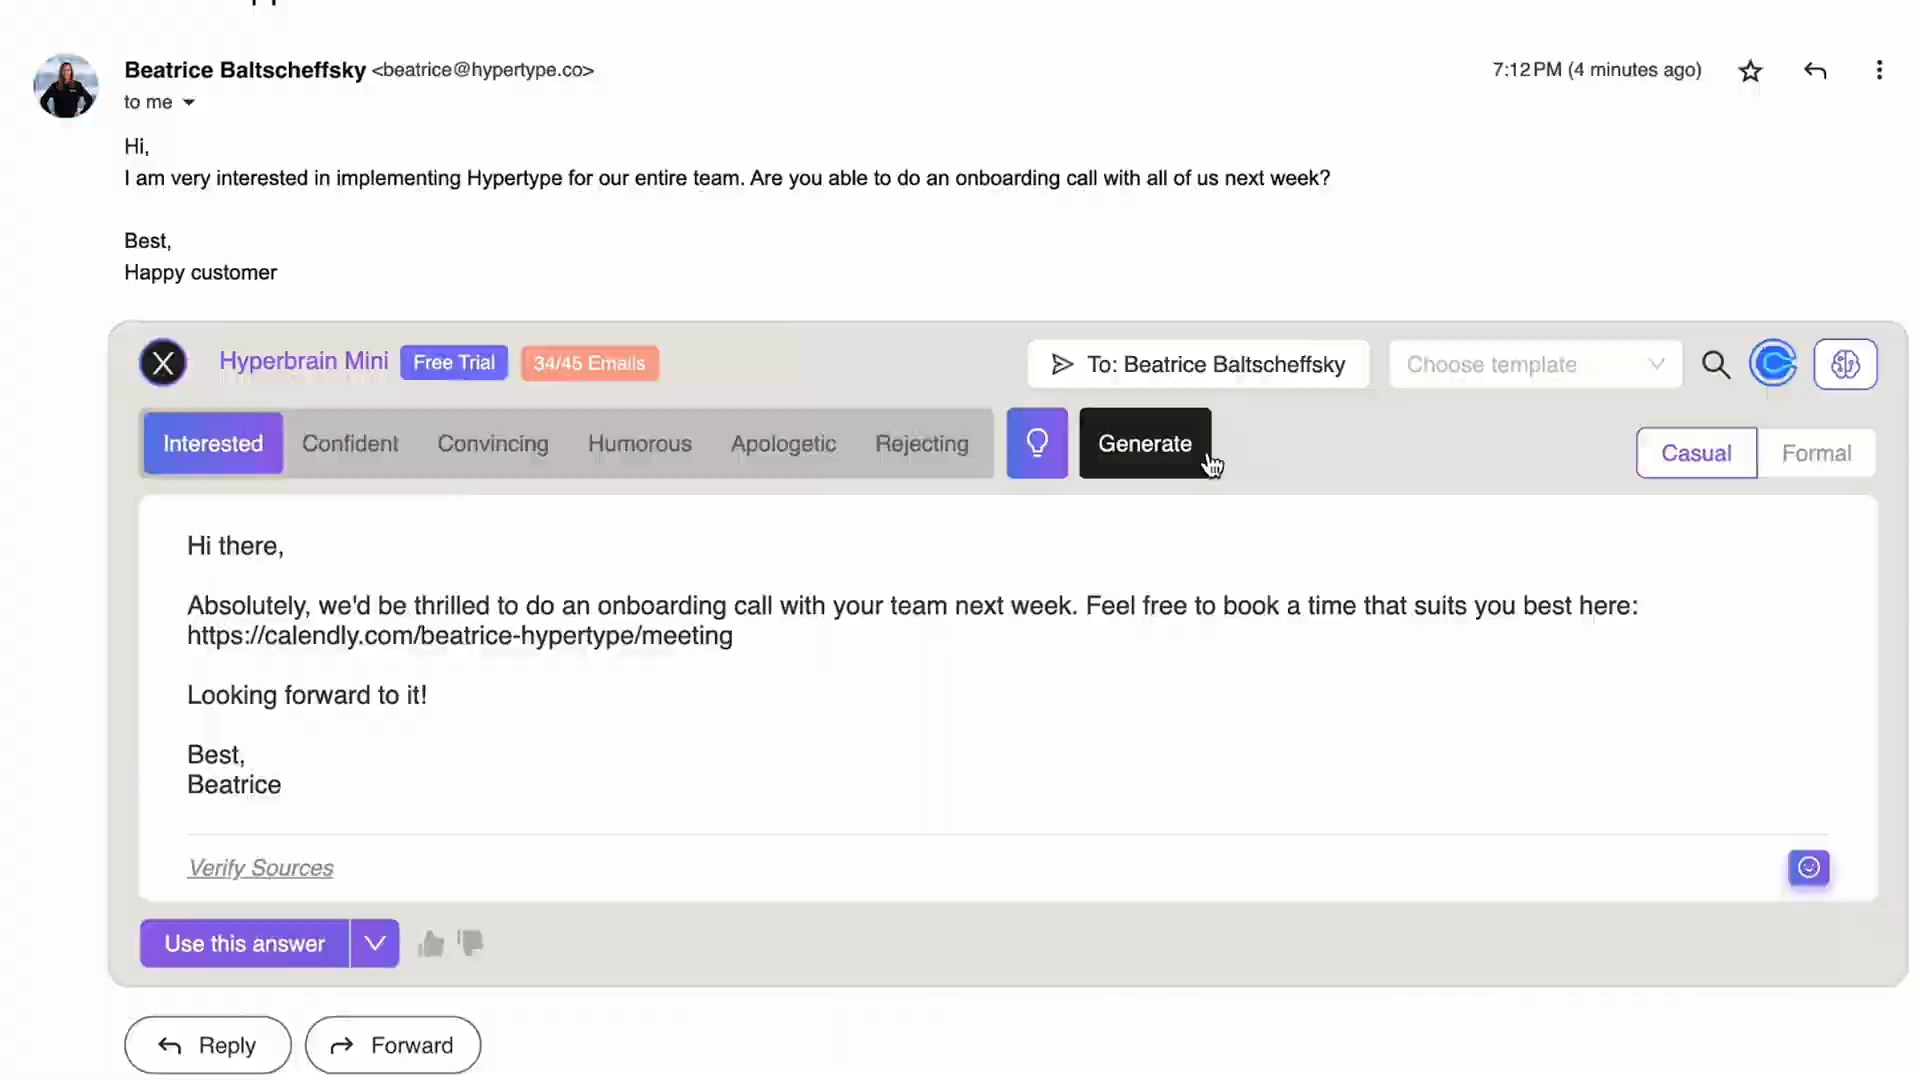 Beatrice Baltscheffsky <beatrice@hypertype.co>
7:12 PM (4 minutes ago)
to me
Hi,
I am very interested in implementing Hypertype for our entire team. Are you able to do an onboarding call with all of us next week?
Best,
Happy customer
X Hyperbrain Mini Free Trial 34/45 Emails To: Beatrice Baltscheffsky Choose template
Interested Confident Convincing Humorous Apologetic Rejecting Generate Casual Formal
Hi there,
Absolutely, we'd be thrilled to do an onboarding call with your team next week. Feel free to book a time that suits you best here:
https://calendly.com/beatrice-hypertype/meeting
Looking forward to it!
Best,
Beatrice
Verify Sources
Use this answer
Reply Forward